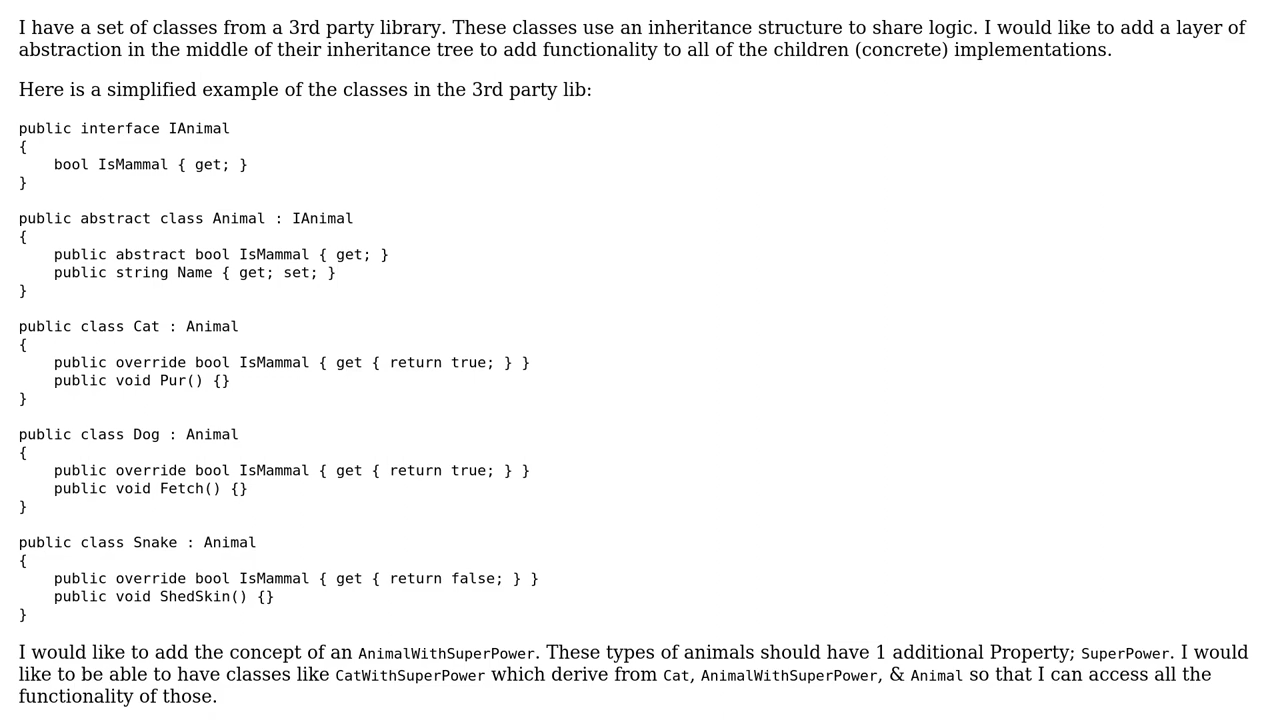 I have a set of classes from a 3rd party library. These classes use an inheritance structure to share logic. I would like to add a layer of
abstraction in the middle of their inheritance tree to add functionality to all of the children (concrete) implementations.
Here is a simplified example of the classes in the 3rd party lib:
public interface IAnimal
{
    bool IsMammal { get; }
}
public abstract class Animal : IAnimal
{
    public abstract bool IsMammal { get; }
    public string Name { get; set; }
}
public class Cat : Animal
{
    public override bool IsMammal { get { return true; } }
    public void Pur() {}
}
public class Dog : Animal
{
    public override bool IsMammal { get { return true; } }
    public void Fetch() {}
}
public class Snake : Animal
{
    public override bool IsMammal { get { return false; } }
    public void ShedSkin() {}
}
I would like to add the concept of an AnimalWithSuperPower. These types of animals should have 1 additional Property; SuperPower. I would
like to be able to have classes like CatWithSuperPower which derive from Cat, AnimalWithSuperPower, & Animal so that I can access all the
functionality of those.